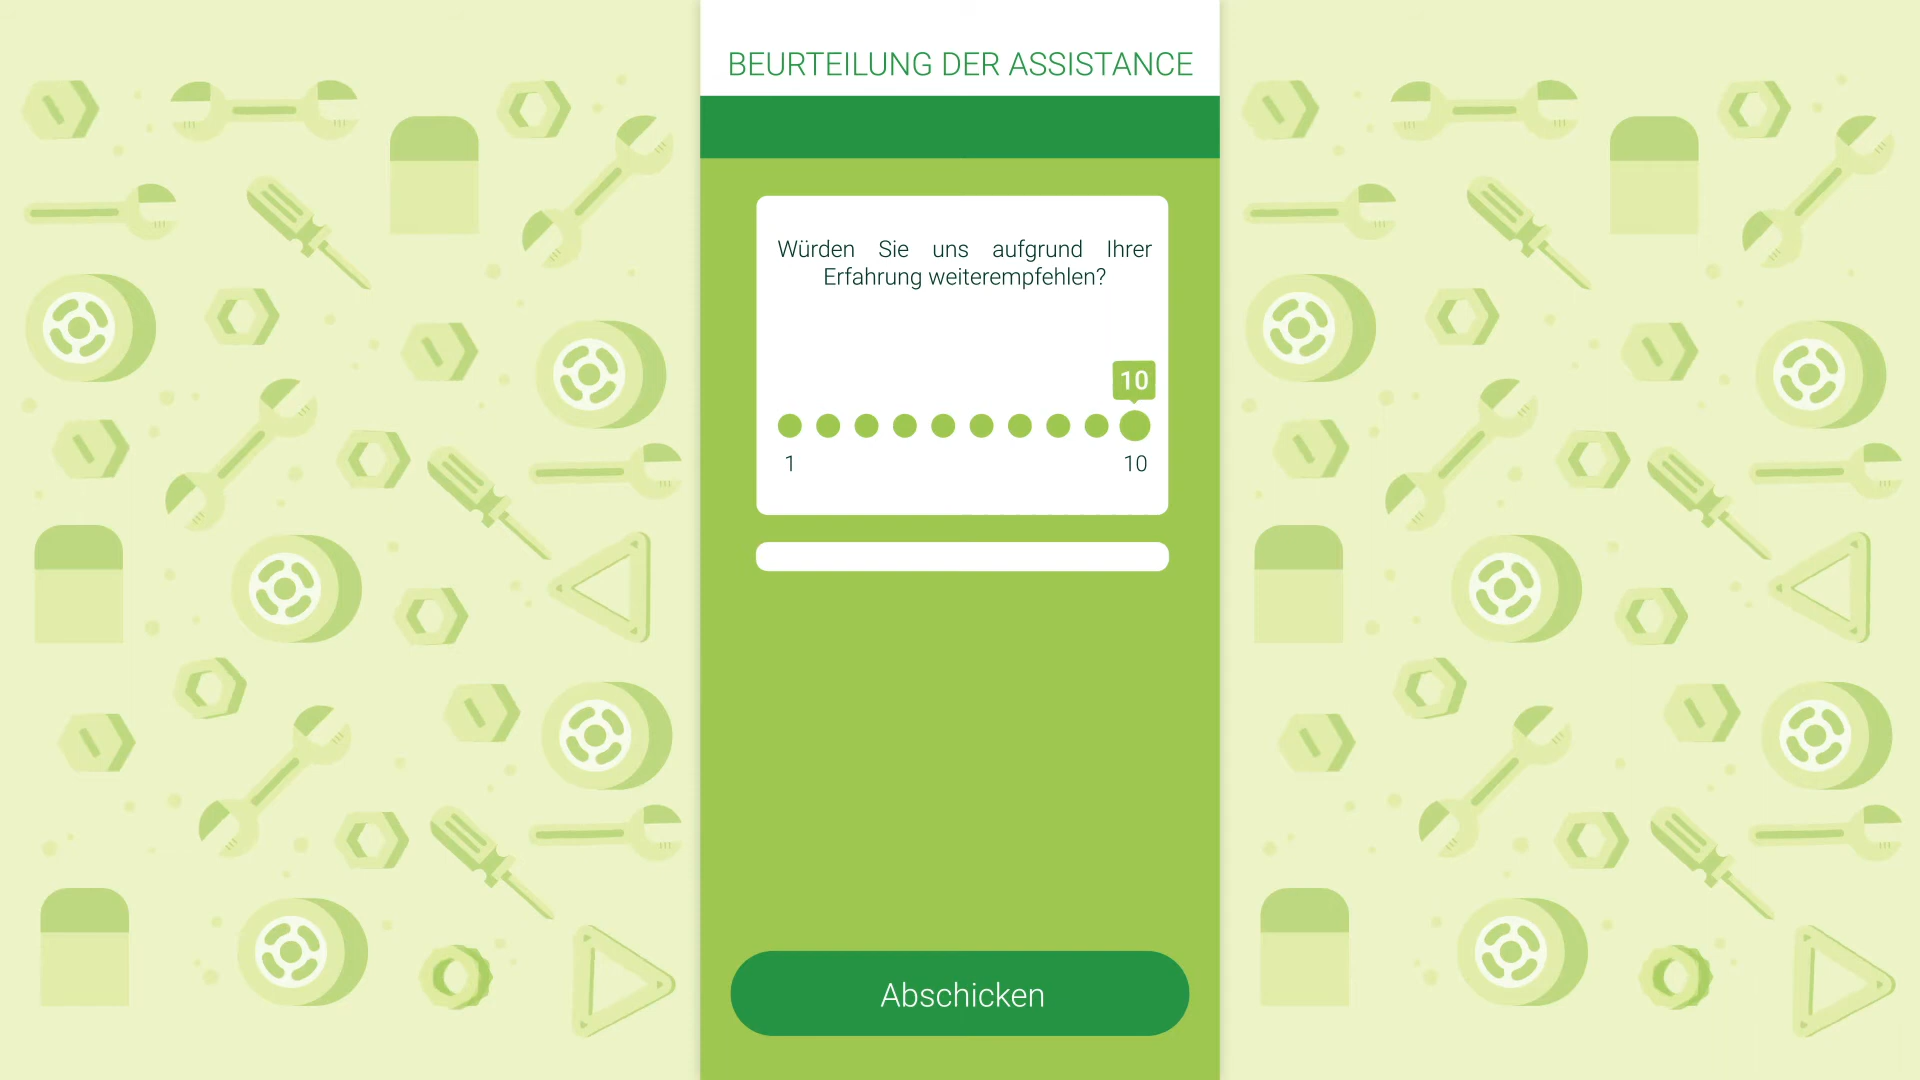 BEURTEILUNG DER ASSISTANCE
Würden Sie uns aufgrund Ihrer
Erfahrung weiterempfehlen?
10
1 10
Abschicken